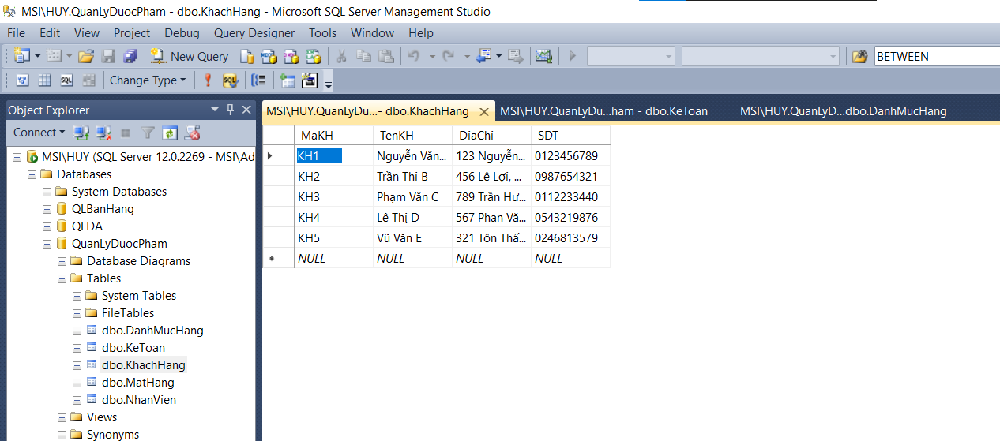 MSI\HUY.QuanLyDuocPham - dbo.KhachHang - Microsoft SQL Server Management Studio
File Edit View Project Debug Query Designer Tools Window Help
New Query BETWEEN
SQL Change Type SQL
Object Explorer
Connect
MSI\HUY (SQL Server 12.0.2269 - MSI\Ad
Databases
System Databases
QLBanHang
QLDA
QuanLyDuocPham
Database Diagrams
Tables
System Tables
FileTables
dbo.DanhMucHang
dbo.KeToan
dbo.KhachHang
dbo.MatHang
dbo.NhanVien
Views
Synonyms
MSI\HUY.QuanLyDu...- dbo.KhachHang MSI\HUY.QuanLyDu...ham - dbo.KeToan MSI\HUY.QuanLyD...dbo.DanhMucHang
MaKH TenKH DiaChi SDT
KH1 Nguyễn Văn... 123 Nguyễn... 0123456789
KH2 Trần Thi B 456 Lê Lợi, ... 0987654321
KH3 Phạm Văn C 789 Trần Hư... 0112233440
KH4 Lê Thị D 567 Phan Vă... 0543219876
KH5 Vũ Văn E 321 Tôn Thấ... 0246813579
NULL NULL NULL NULL